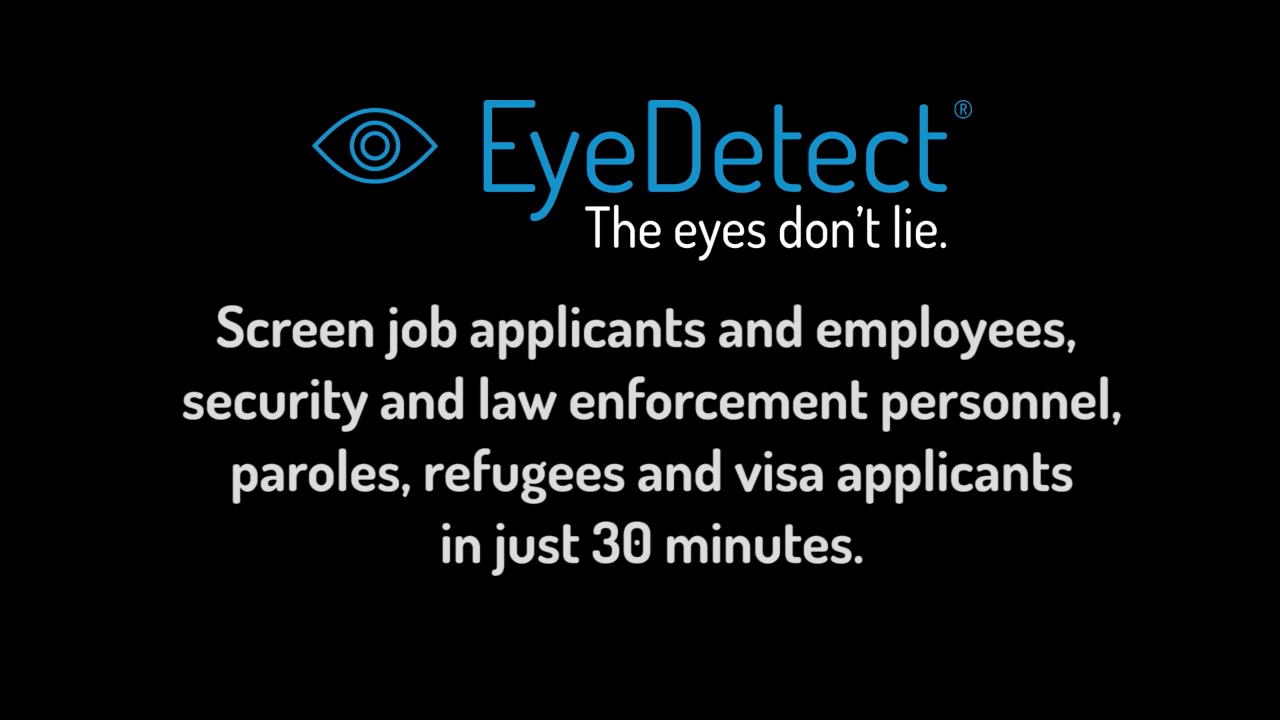 EyeDetect®
The eyes don’t lie.
Screen job applicants and employees,
security and law enforcement personnel,
paroles, refugees and visa applicants
in just 30 minutes.